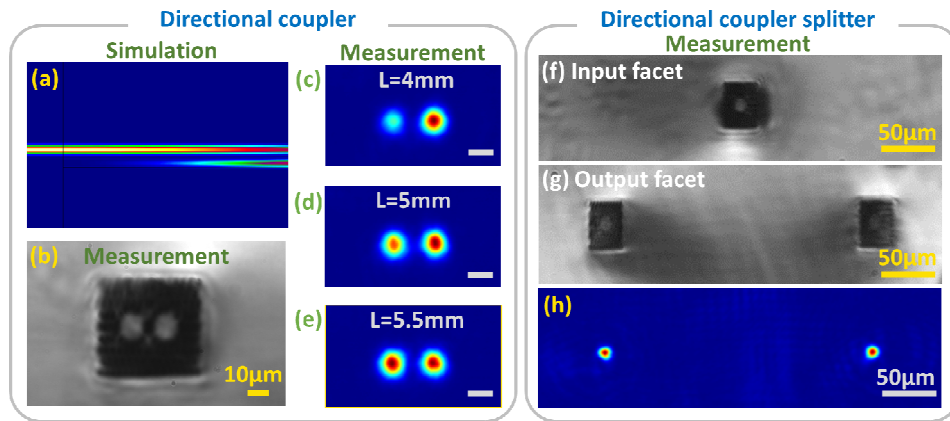 Directional coupler
Simulation
(a)
(b)
Measurement
10μm
Measurement
(c)
L=4mm
(d)
L=5mm
(e)
L=5.5mm
Directional coupler splitter
Measurement
(f) Input facet
50μm
(g) Output facet
50μm
(h)
50μm